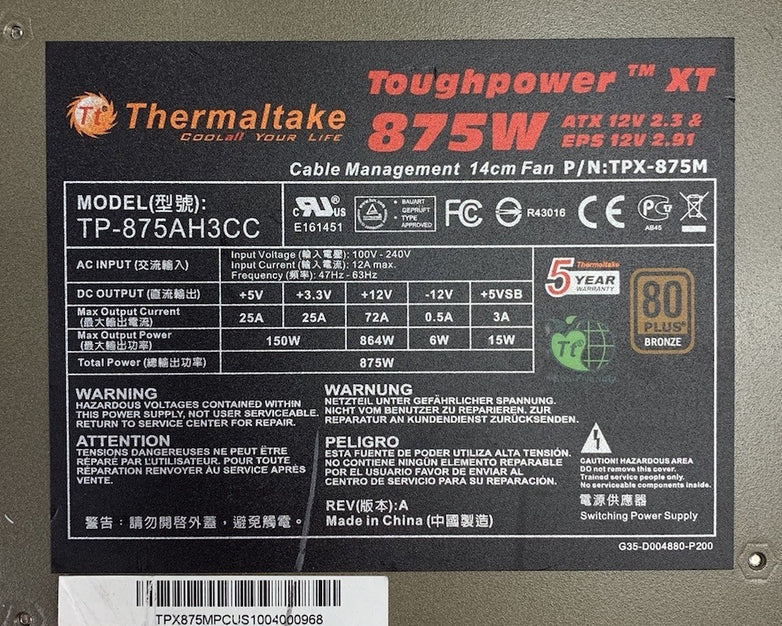 Toughpower ™ XT
Tt Thermaltake
COOLall YOUR LIFE
875W ATX 12V 2.3 &
EPS 12V 2.91
Cable Management 14cm Fan P/N:TPX-875M
MODEL(型號):
TP-875AH3CC
c RU us
E161451
BAUART
GEPRUFT
TYPE
APPROVED
FC
R43016
CE
AB45
AC INPUT (交流輸入)
Input Voltage (輸入電壓): 100V - 240V
Input Current (輸入電流): 12A max.
Frequency (頻率): 47Hz - 63Hz
DC OUTPUT (直流輸出) +5V +3.3V +12V -12V +5VSB
Max Output Current
(最大輸出電流) 25A 25A 72A 0.5A 3A
Max Output Power
(最大輸出功率) 150W 864W 6W 15W
Total Power (總輸出功率) 875W
Thermaltake
5 YEAR
WARRANTY
Tt
80
PLUS®
BRONZE
WARNING
HAZARDOUS VOLTAGES CONTAINED WITHIN
THIS POWER SUPPLY, NOT USER SERVICEABLE.
RETURN TO SERVICE CENTER FOR REPAIR.
WARNUNG
NETZTEIL UNTER GEFÄHRLICHER SPANNUNG.
NICHT VOM BENUTZER ZU REPARIEREN. ZUR
REPARATUR AN KUNDENDIENST ZURÜCKSENDEN.
ATTENTION
TENSIONS DANGEREUSES NE PEUT ÊTRE
RÉPARÉ PAR L'UTILISATEUR. POUR TOUTE
RÉPARATION RENVOYER AU SERVICE APRÈS
VENTE.
PELIGRO
ESTA FUENTE DE PODER UTILIZA ALTA TENSIÓN.
NO CONTIENE NINGÚN ELEMENTO REPARABLE
POR EL USUARIO FAVOR DE ENVIAR AL
CENTRO DE SERVICIO PARA SU REPARACIÓN.
CAUTION! HAZARDOUS AREA
DO not remove this cover.
Trained service people only.
No serviceable components inside.
電源供應器
Switching Power Supply
警告：請勿開啓外蓋，避免觸電。
REV(版本):A
Made in China (中國製造)
G35-D004880-P200
TPX875MPCUS1004000968